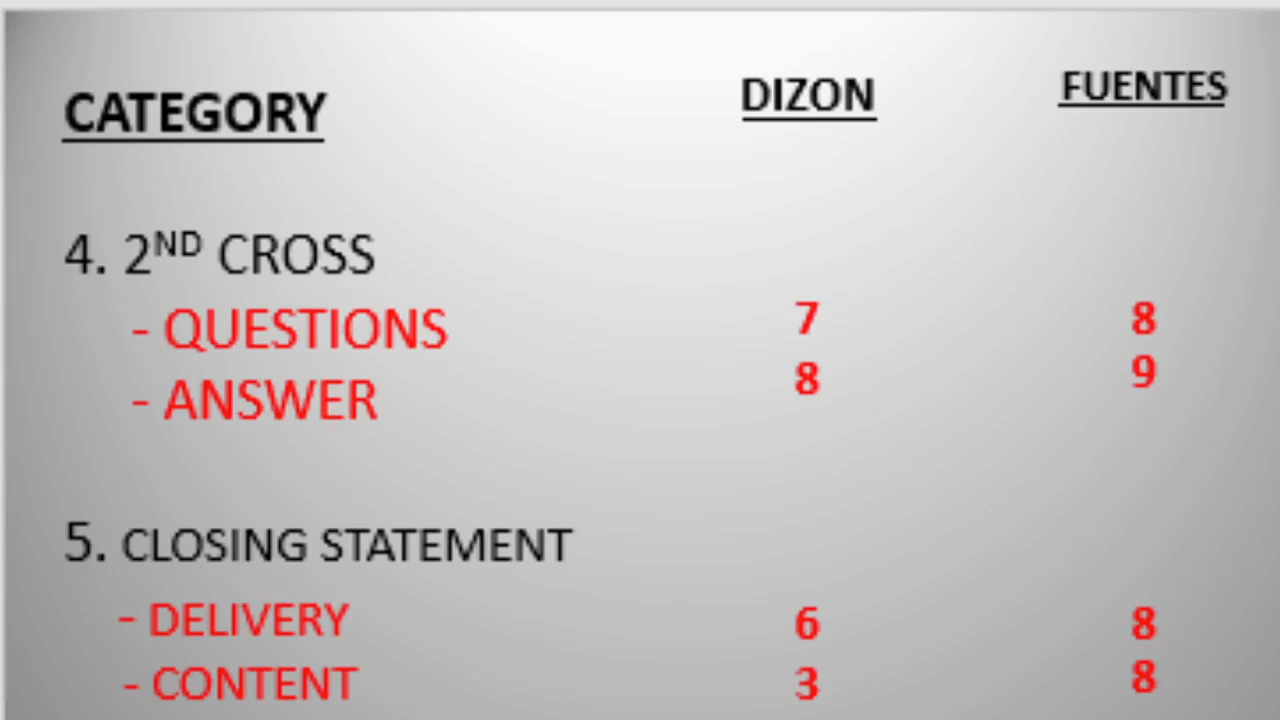 CATEGORY DIZON FUENTES
4. 2ND CROSS
- QUESTIONS 7 8
- ANSWER 8 9
5. CLOSING STATEMENT
- DELIVERY 6 8
- CONTENT 3 8